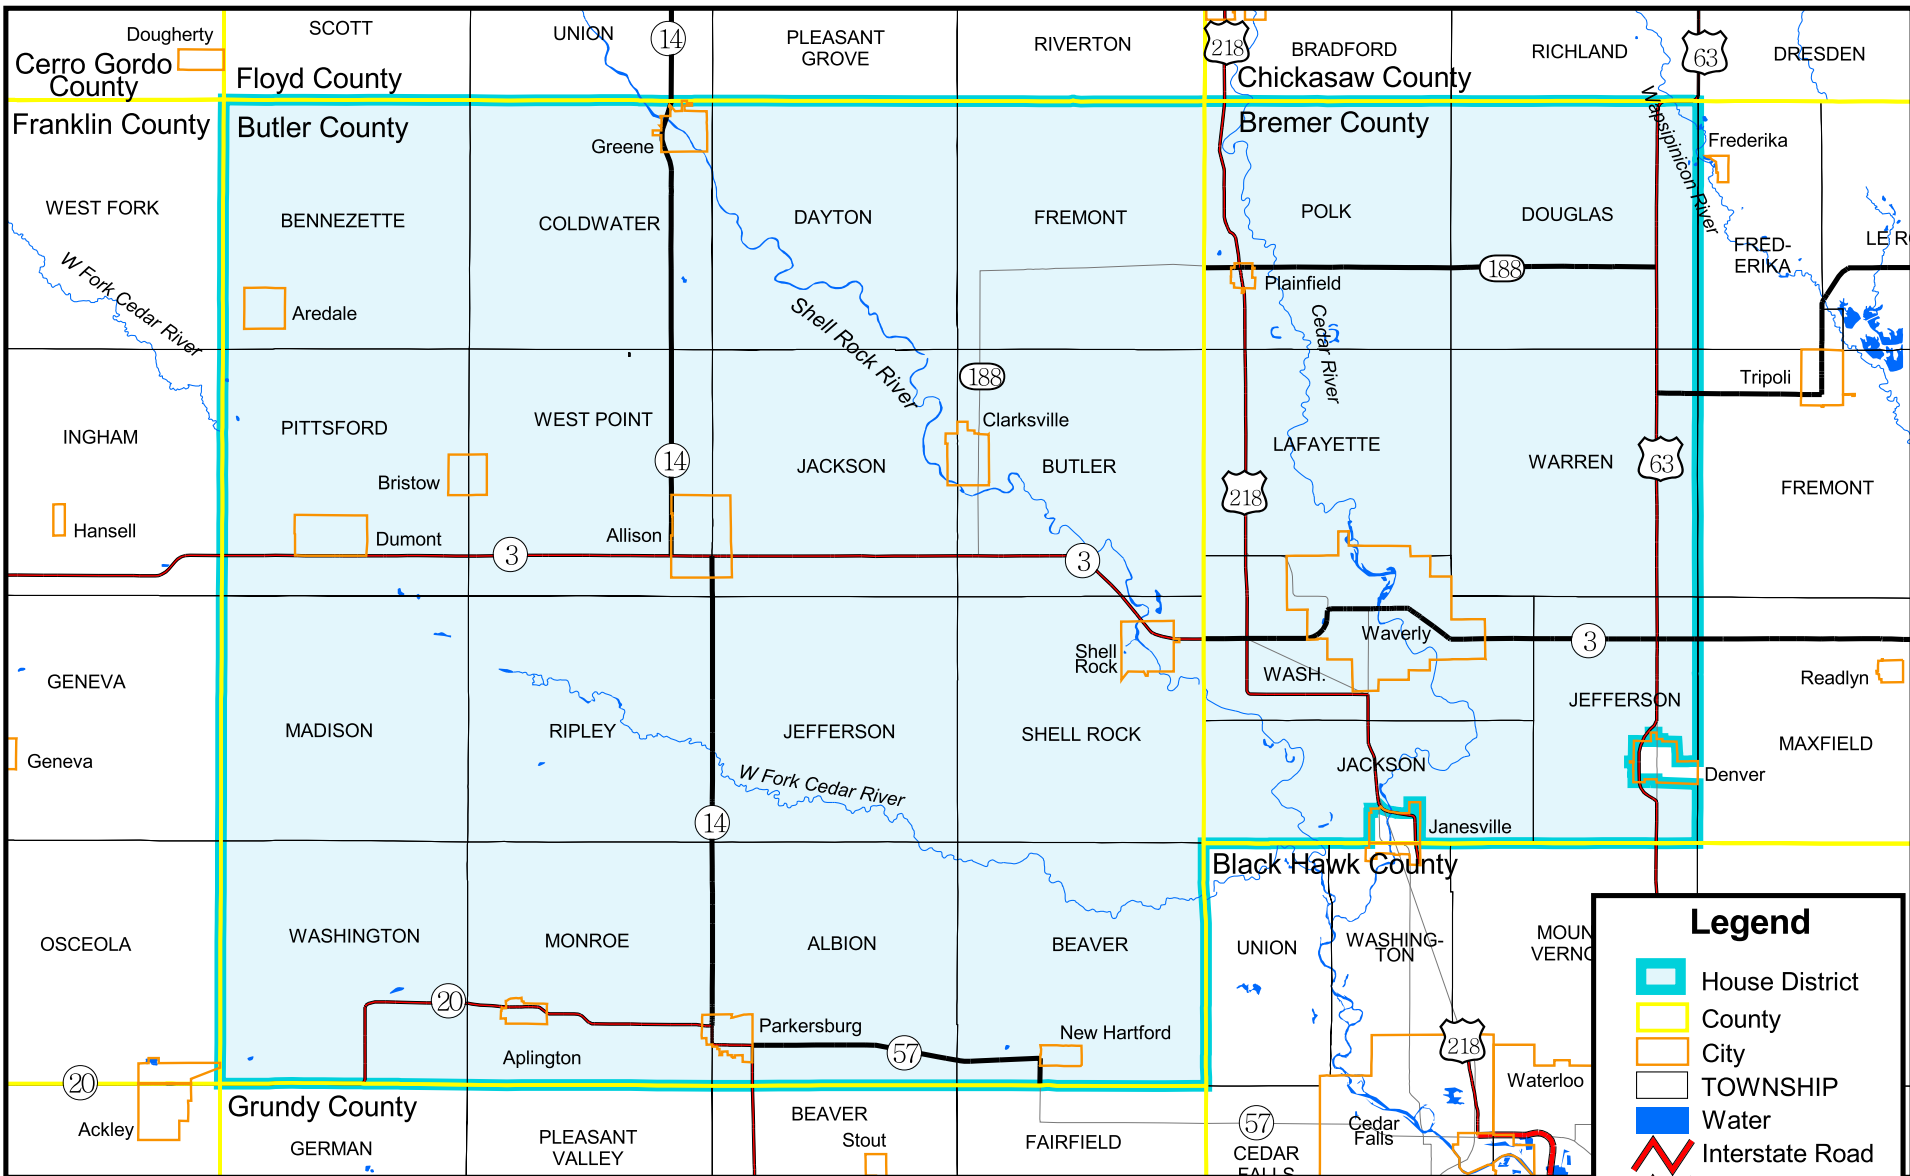 SCOTT
UNION
14
PLEASANT
GROVE
RIVERTON
218
BRADFORD
RICHLAND
63
DRESDEN
Dougherty
Cerro Gordo
County
Floyd County
Chickasaw County
Franklin County
Butler County
Greene
Bremer County
Wapsipinicon River
Frederika
WEST FORK
BENNEZETTE
COLDWATER
DAYTON
FREMONT
POLK
DOUGLAS
FRED-
ERIKA
W Fork Cedar River
188
Plainfield
Aredale
Shell Rock River
Cedar River
188
Tripoli
INGHAM
PITTSFORD
WEST POINT
Clarksville
14
JACKSON
BUTLER
LAFAYETTE
WARREN
63
FREMONT
Bristow
218
Hansell
Dumont
3
Allison
3
Shell
Rock
Waverly
3
WASH.
Readlyn
GENEVA
MADISON
RIPLEY
JEFFERSON
SHELL ROCK
JEFFERSON
MAXFIELD
Geneva
W Fork Cedar River
JACKSON
Denver
14
Janesville
Black Hawk County
OSCEOLA
WASHINGTON
MONROE
ALBION
BEAVER
UNION
WASHING-
TON
20
Aplington
Parkersburg
57
New Hartford
218
Waterloo
20
Ackley
Grundy County
GERMAN
PLEASANT
VALLEY
BEAVER
Stout
FAIRFIELD
57
CEDAR
FALLS
Cedar
Falls
Legend
House District
County
City
TOWNSHIP
Water
Interstate Road